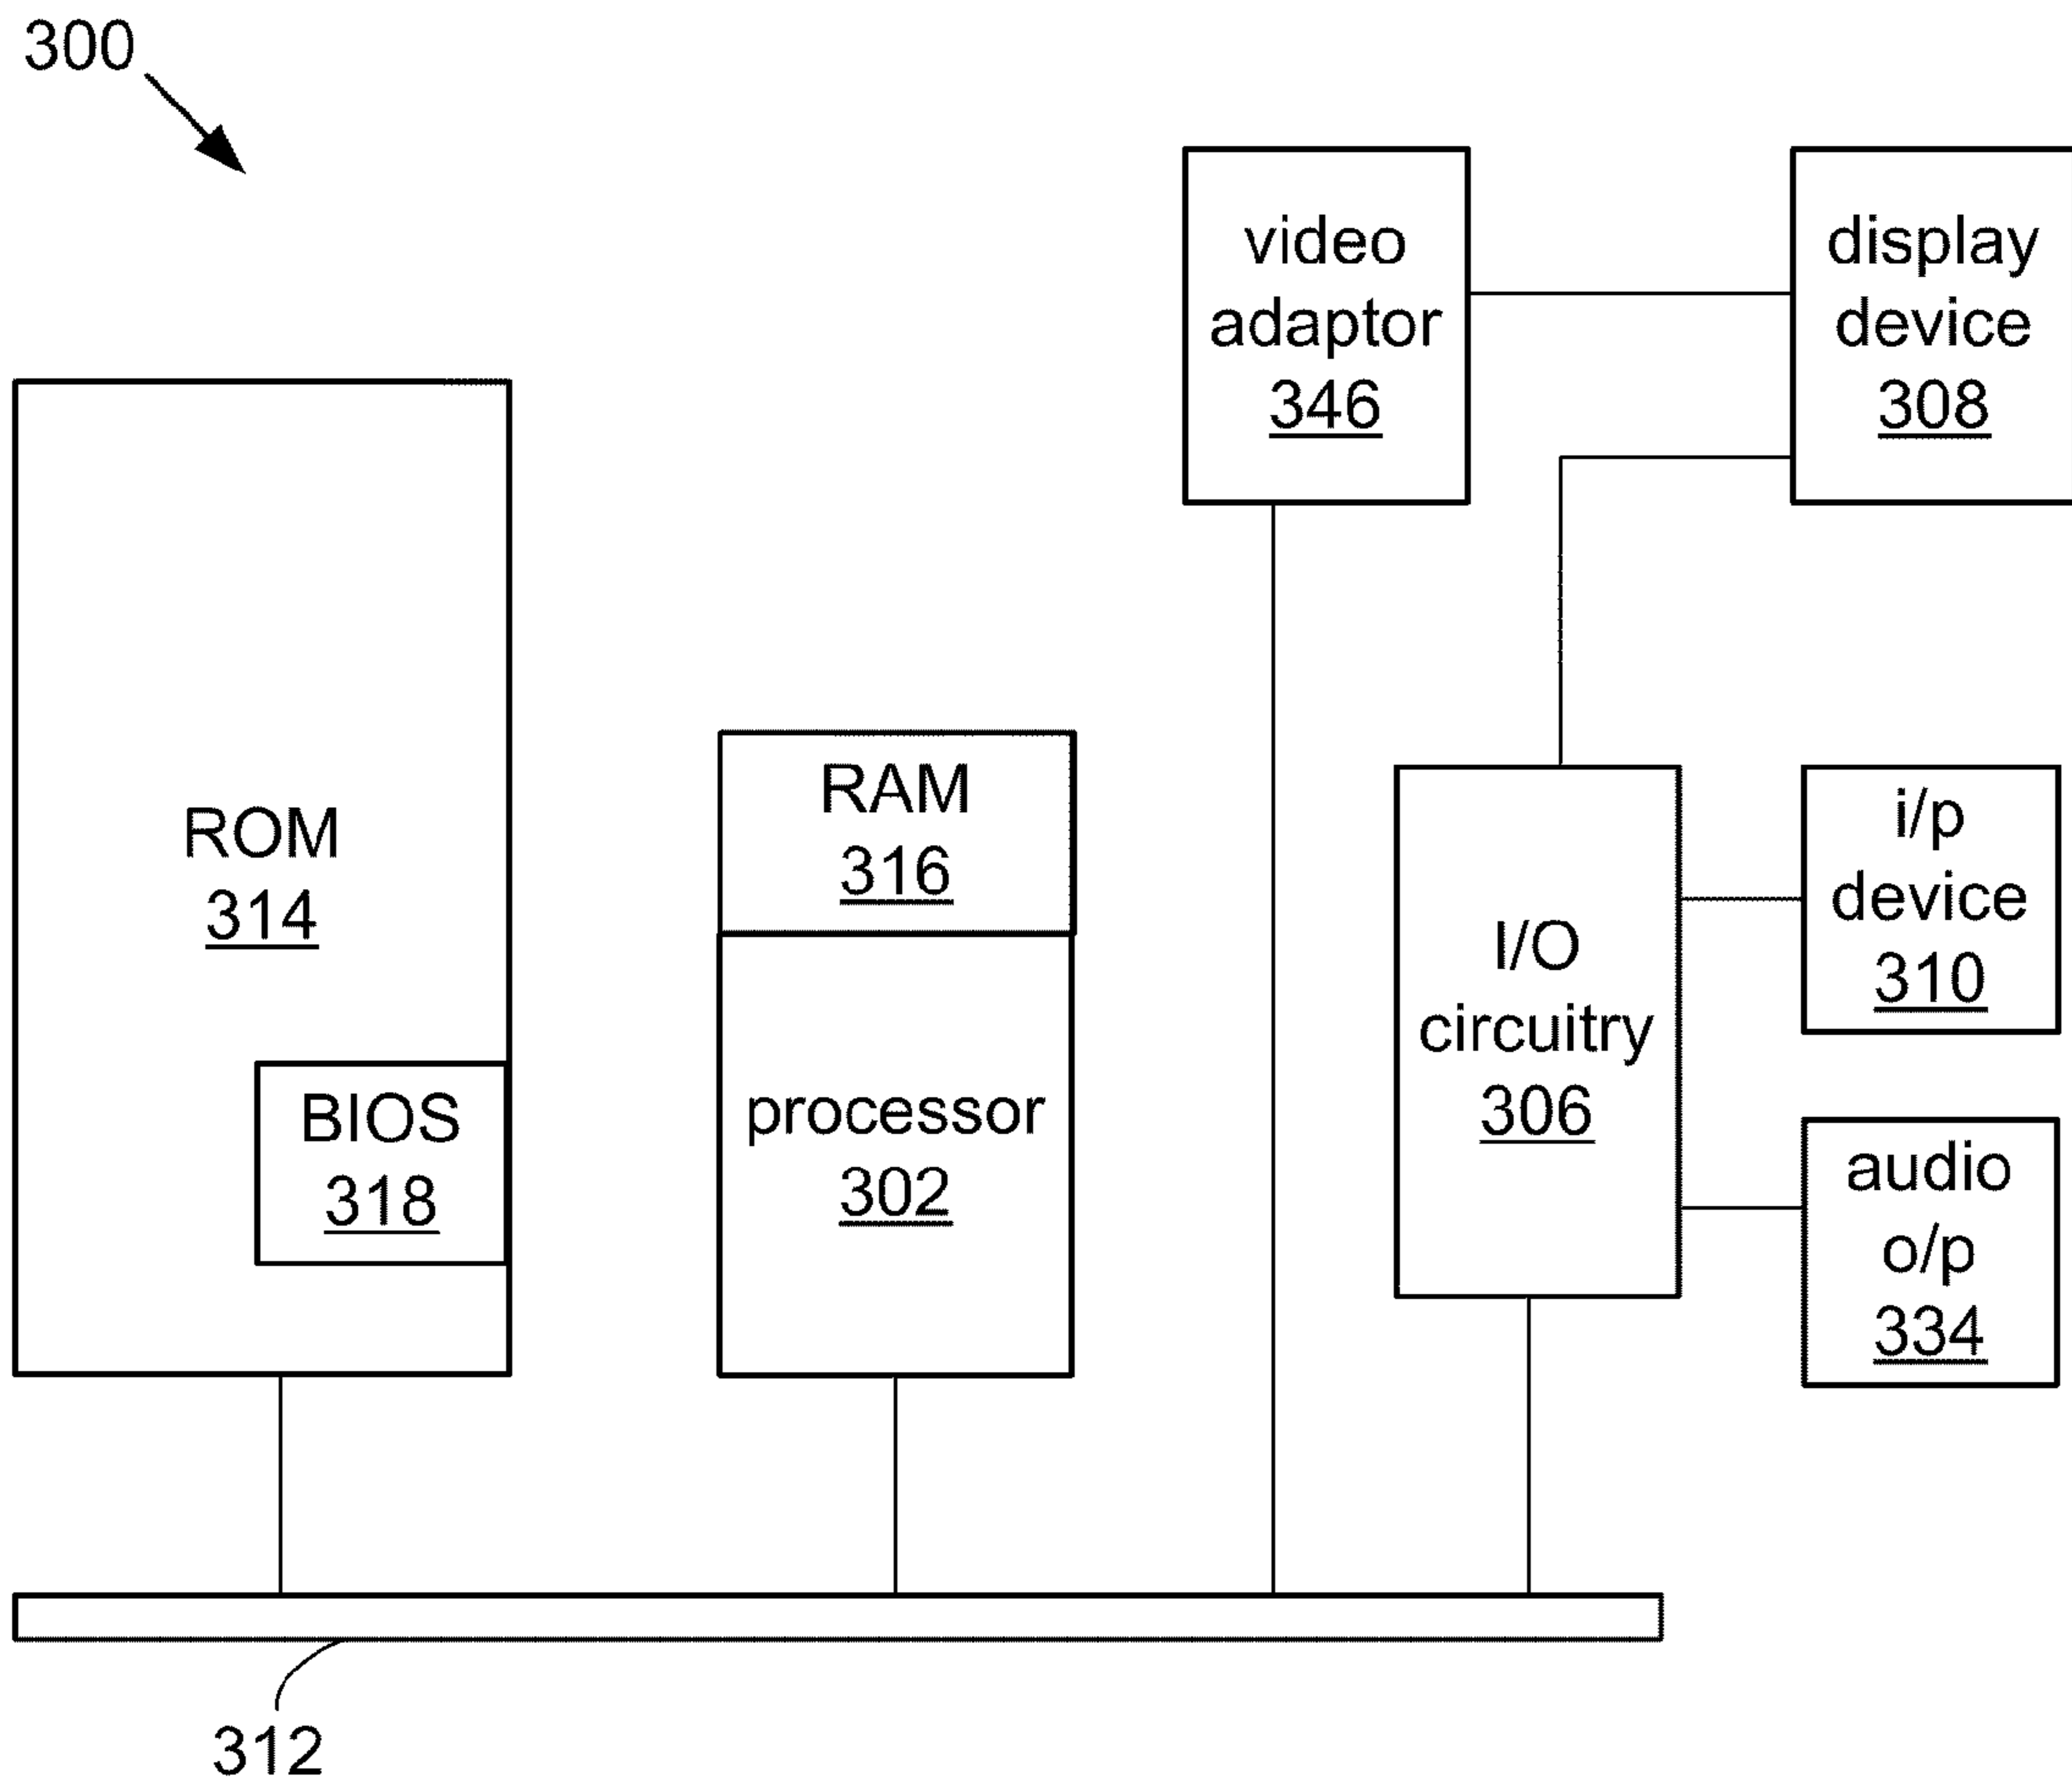 300
video
adaptor
346
display
device
308
ROM
314
BIOS
318
RAM
316
processor
302
I/O
circuitry
306
i/p
device
310
audio
o/p
334
312